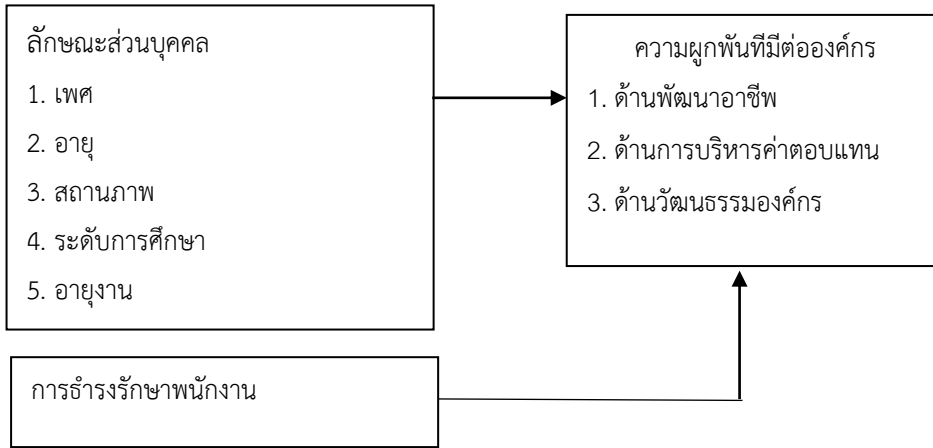 ลักษณะส่วนบุคคล
1. เพศ
2. อายุ
3. สถานภาพ
4. ระดับการศึกษา
5. อายุงาน
ความผูกพันทีมีต่อองค์กร
1. ด้านพัฒนาอาชีพ
2. ด้านการบริหารค่าตอบแทน
3. ด้านวัฒนธรรมองค์กร
การธำรงรักษาพนักงาน